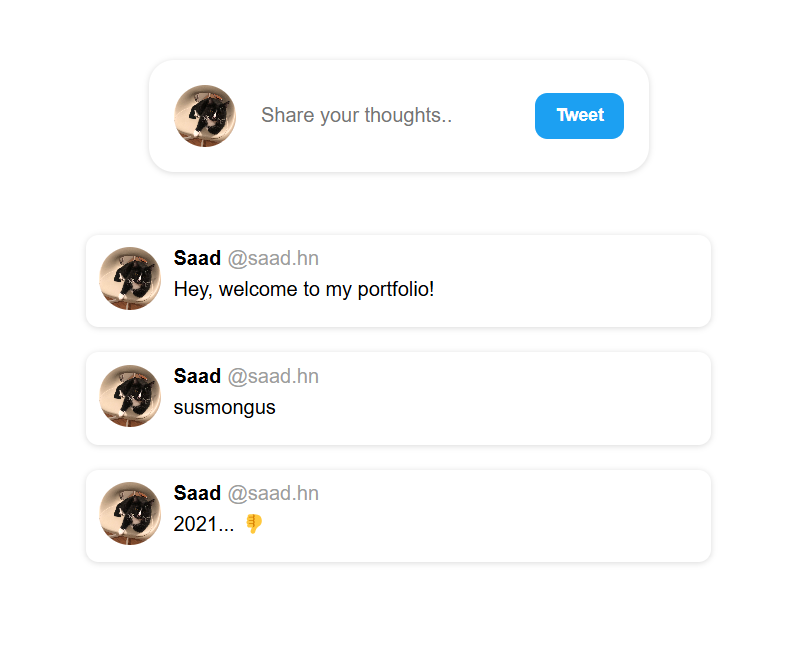 Share your thoughts..
Tweet
Saad @saad.hn
Hey, welcome to my portfolio!
Saad @saad.hn
susmongus
Saad @saad.hn
2021... 👎